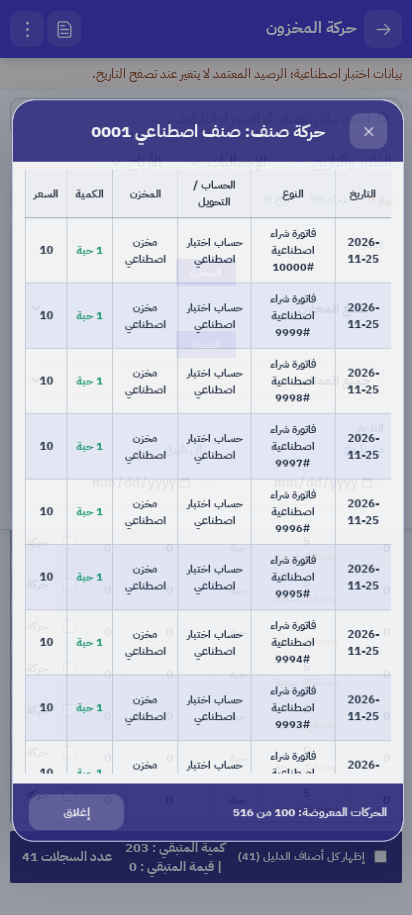 حركة المخزون
بيانات اختبار اصطناعية؛ الرصيد المعتمد لا يتغير عند تصفح التاريخ.
حركة صنف: صنف اصطناعي 0001
التاريخ النوع الحساب / التحويل المخزن الكمية السعر
2026-11-25 فاتورة شراء اصطناعية #10000 حساب اختبار اصطناعي مخزن اصطناعي 1 حبة 10
2026-11-25 فاتورة شراء اصطناعية #9999 حساب اختبار اصطناعي مخزن اصطناعي 1 حبة 10
2026-11-25 فاتورة شراء اصطناعية #9998 حساب اختبار اصطناعي مخزن اصطناعي 1 حبة 10
2026-11-25 فاتورة شراء اصطناعية #9997 حساب اختبار اصطناعي مخزن اصطناعي 1 حبة 10
2026-11-25 فاتورة شراء اصطناعية #9996 حساب اختبار اصطناعي مخزن اصطناعي 1 حبة 10
2026-11-25 فاتورة شراء اصطناعية #9995 حساب اختبار اصطناعي مخزن اصطناعي 1 حبة 10
2026-11-25 فاتورة شراء اصطناعية #9994 حساب اختبار اصطناعي مخزن اصطناعي 1 حبة 10
2026-11-25 فاتورة شراء اصطناعية #9993 حساب اختبار اصطناعي مخزن اصطناعي 1 حبة 10
2026- فاتورة شراء اصطناعية حساب اختبار مخزن 1 حبة 10
الحركات المعروضة: 100 من 516
إغلاق
إظهار كل أصناف الدليل (41)
كمية المتبقي : 203
| قيمة المتبقي : 0
عدد السجلات 41